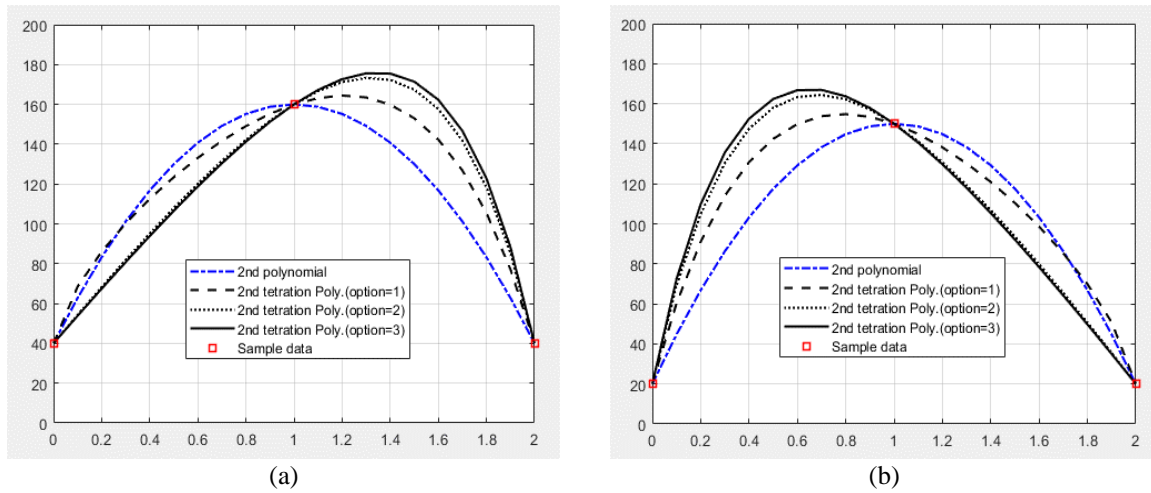 200
180
160
140
120
100
80
60
40
20
0
0 0.2 0.4 0.6 0.8 1 1.2 1.4 1.6 1.8 2
2nd polynomial
2nd tetration Poly.(option=1)
2nd tetration Poly.(option=2)
2nd tetration Poly.(option=3)
Sample data
(a)
200
180
160
140
120
100
80
60
40
20
0
0 0.2 0.4 0.6 0.8 1 1.2 1.4 1.6 1.8 2
2nd polynomial
2nd tetration Poly.(option=1)
2nd tetration Poly.(option=2)
2nd tetration Poly.(option=3)
Sample data
(b)